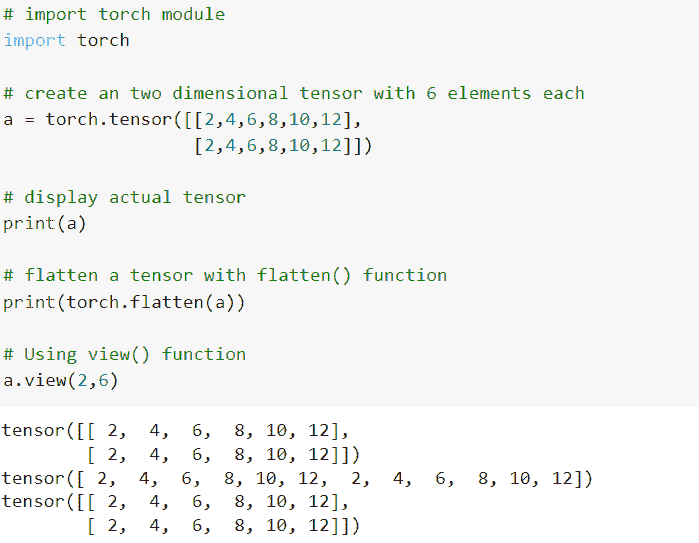 # import torch module
import torch
# create an two dimensional tensor with 6 elements each
a = torch.tensor([[2,4,6,8,10,12],
[2,4,6,8,10,12]])
# display actual tensor
print(a)
# flatten a tensor with flatten() function
print(torch.flatten(a))
# Using view() function
a.view(2,6)
tensor([[ 2,  4,  6,  8, 10, 12],
[ 2,  4,  6,  8, 10, 12]])
tensor([ 2,  4,  6,  8, 10, 12,  2,  4,  6,  8, 10, 12])
tensor([[ 2,  4,  6,  8, 10, 12],
[ 2,  4,  6,  8, 10, 12]])